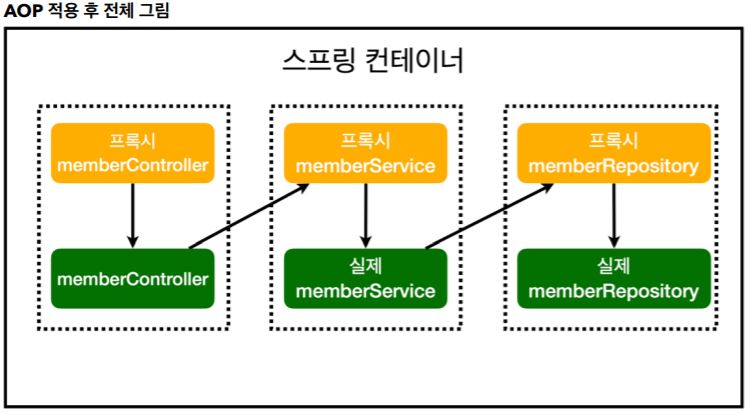 AOP 적용 후 전체 그림
스프링 컨테이너
프록시
memberController
프록시
memberService
프록시
memberRepository
memberController
실제
memberService
실제
memberRepository